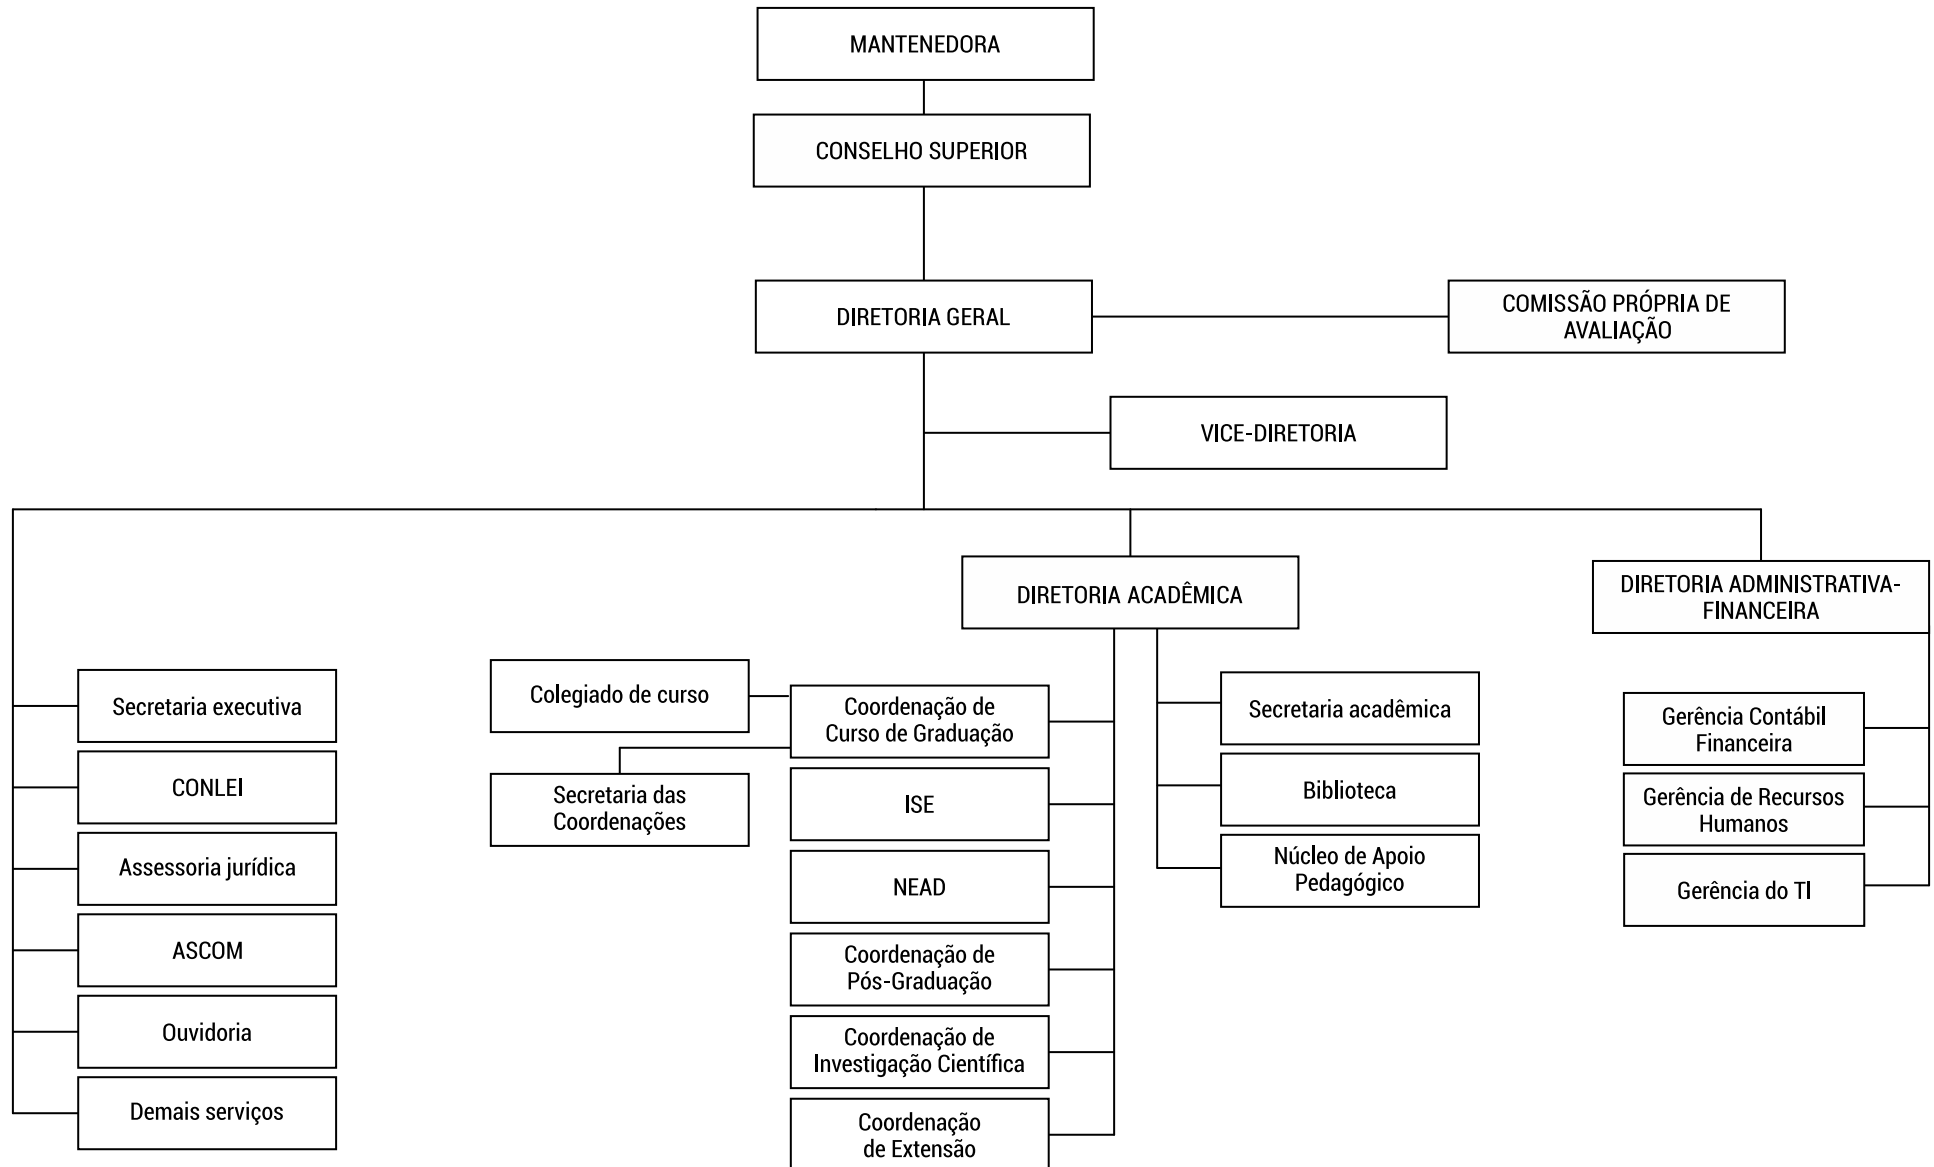 MANTENEDORA
CONSELHO SUPERIOR
DIRETORIA GERAL
COMISSÃO PRÓPRIA DE
AVALIAÇÃO
VICE-DIRETORIA
DIRETORIA ACADÊMICA
DIRETORIA ADMINISTRATIVA-
FINANCEIRA
Secretaria executiva
CONLEI
Assessoria jurídica
ASCOM
Ouvidoria
Demais serviços
Colegiado de curso
Secretaria das
Coordenações
Coordenação de
Curso de Graduação
ISE
NEAD
Coordenação de
Pós-Graduação
Coordenação de
Investigação Científica
Coordenação
de Extensão
Secretaria acadêmica
Biblioteca
Núcleo de Apoio
Pedagógico
Gerência Contábil
Financeira
Gerência de Recursos
Humanos
Gerência do TI